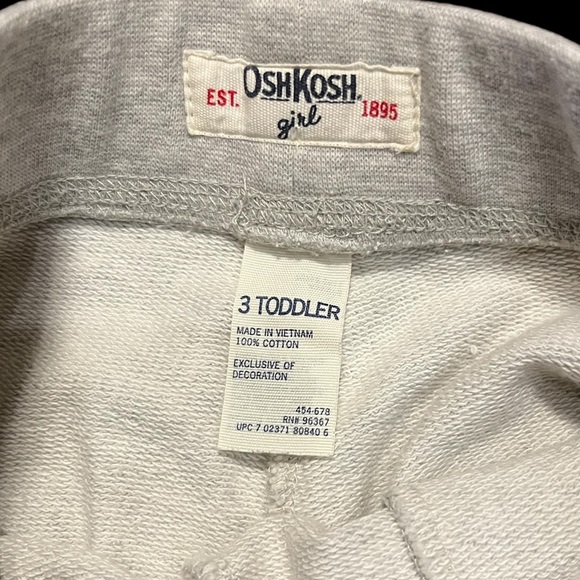 EST. OSHKOSH. 1895
girl
3 TODDLER
MADE IN VIETNAM
100% COTTON
EXCLUSIVE OF
DECORATION
454-678
RN# 96367
UPC 7 02371 80840 6